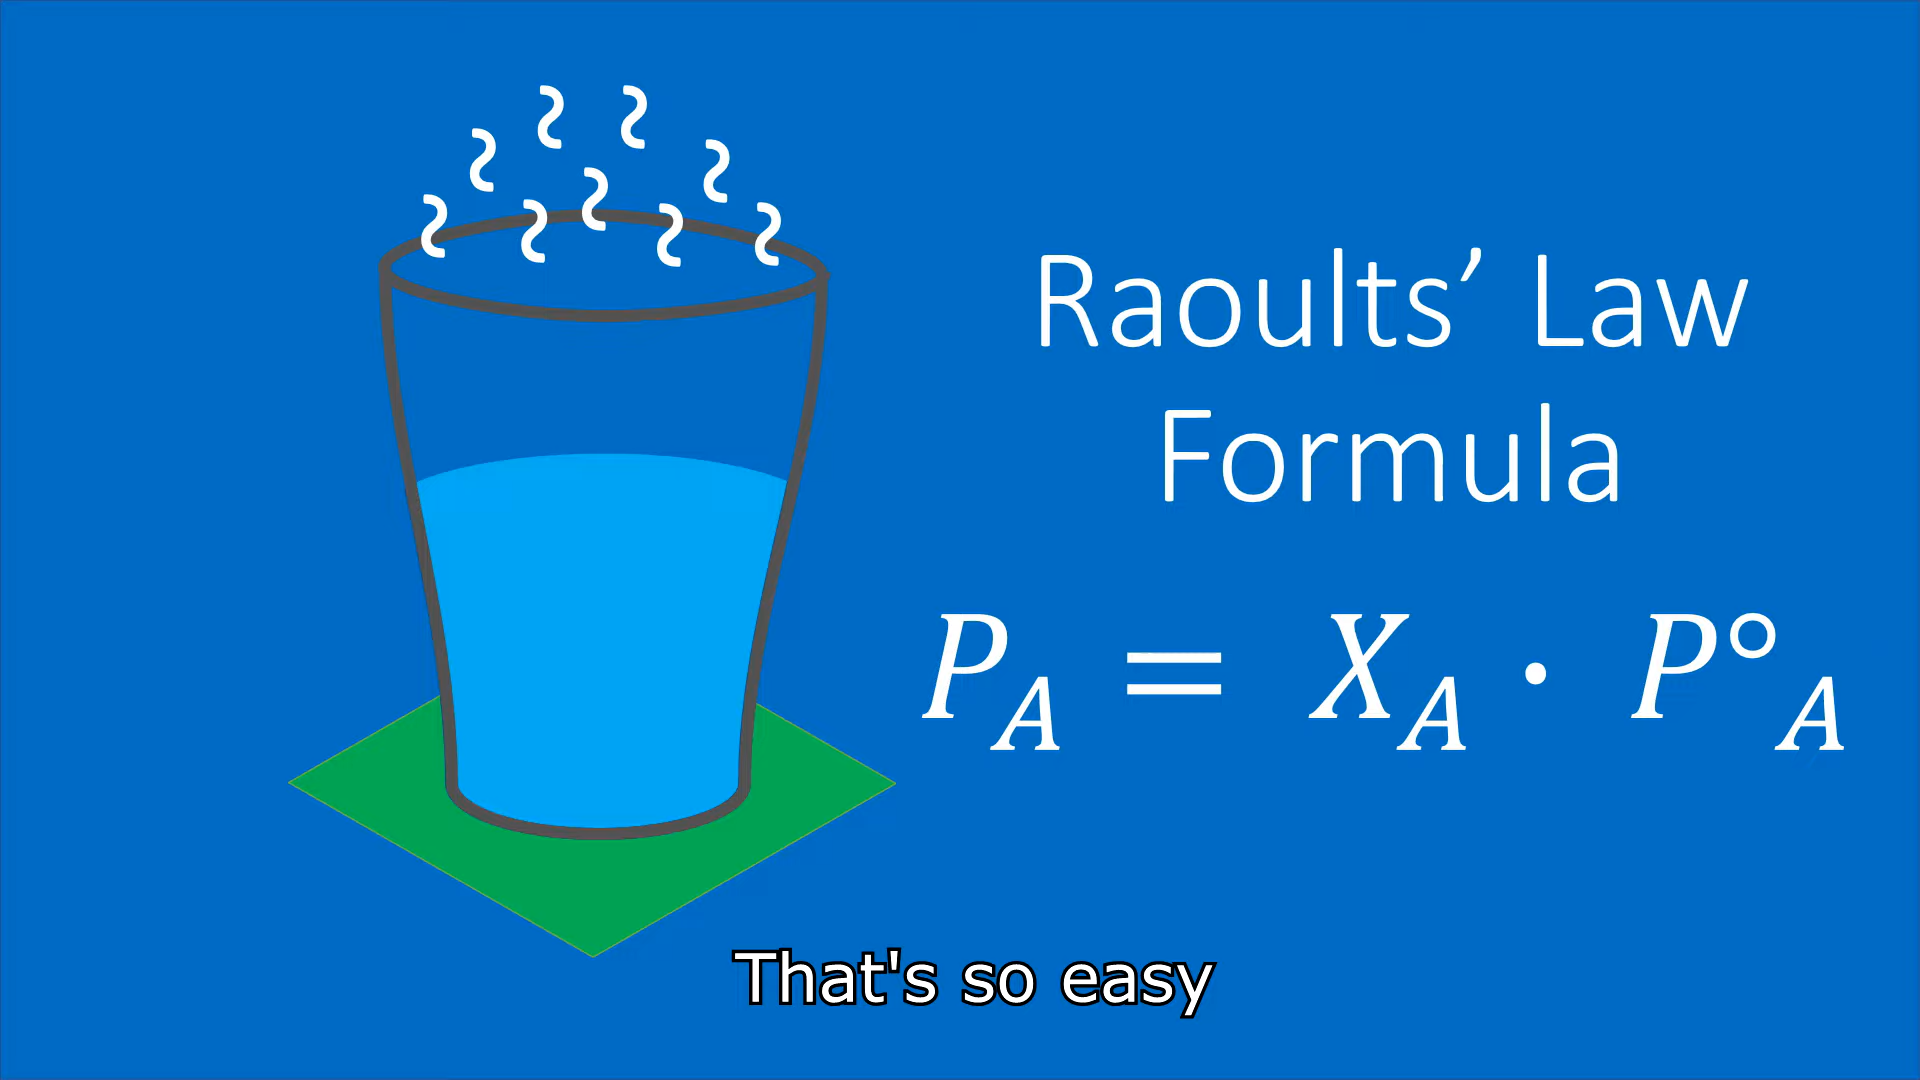 Raoults’ Law
Formula
P_A = X_A · P°_A
That's so easy